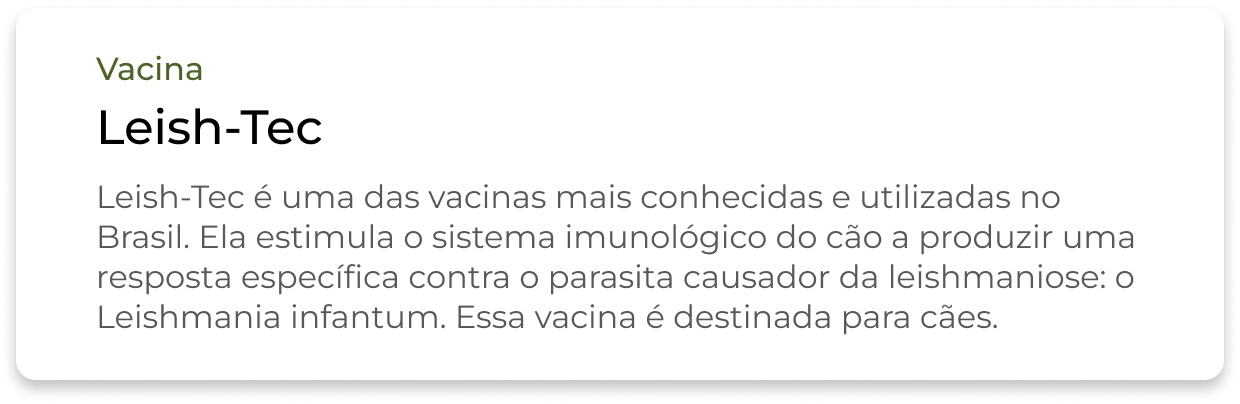 Vacina
Leish-Tec
Leish-Tec é uma das vacinas mais conhecidas e utilizadas no
Brasil. Ela estimula o sistema imunológico do cão a produzir uma
resposta específica contra o parasita causador da leishmaniose: o
Leishmania infantum. Essa vacina é destinada para cães.